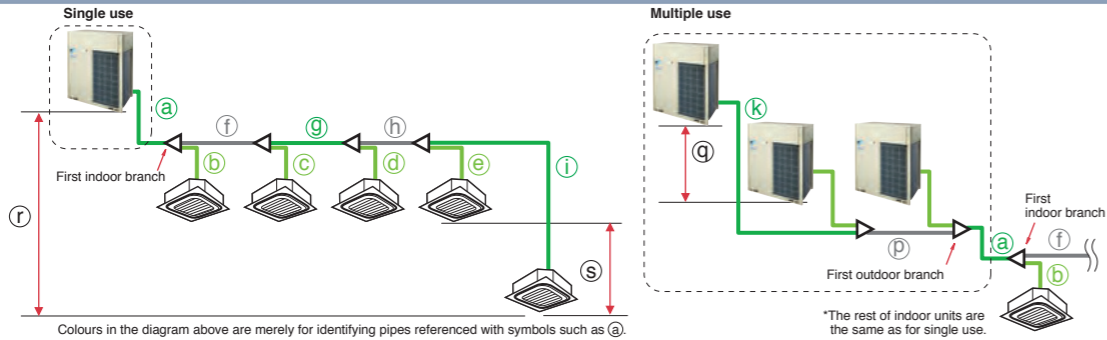 Single use
ⓐ
ⓕ
ⓖ
ⓗ
First indoor branch
ⓑ
ⓒ
ⓓ
ⓔ
ⓘ
ⓡ
ⓢ
Colours in the diagram above are merely for identifying pipes referenced with symbols such as ⓐ.
Multiple use
ⓚ
ⓠ
First
indoor branch
ⓟ
ⓐ
ⓕ
First outdoor branch
ⓑ
*The rest of indoor units are
the same as for single use.